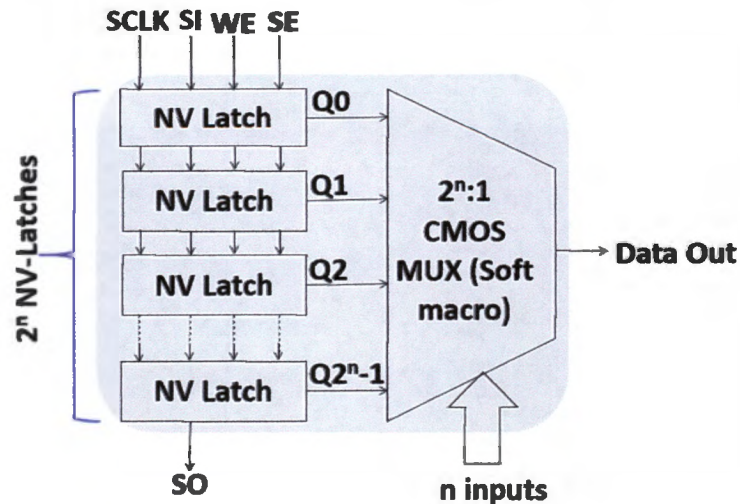 SCLK SI WE SE
NV Latch
Q0
NV Latch
Q1
NV Latch
Q2
NV Latch
Q2ⁿ-1
2ⁿ NV-Latches
2ⁿ:1
CMOS
MUX (Soft
macro)
Data Out
SO
n inputs